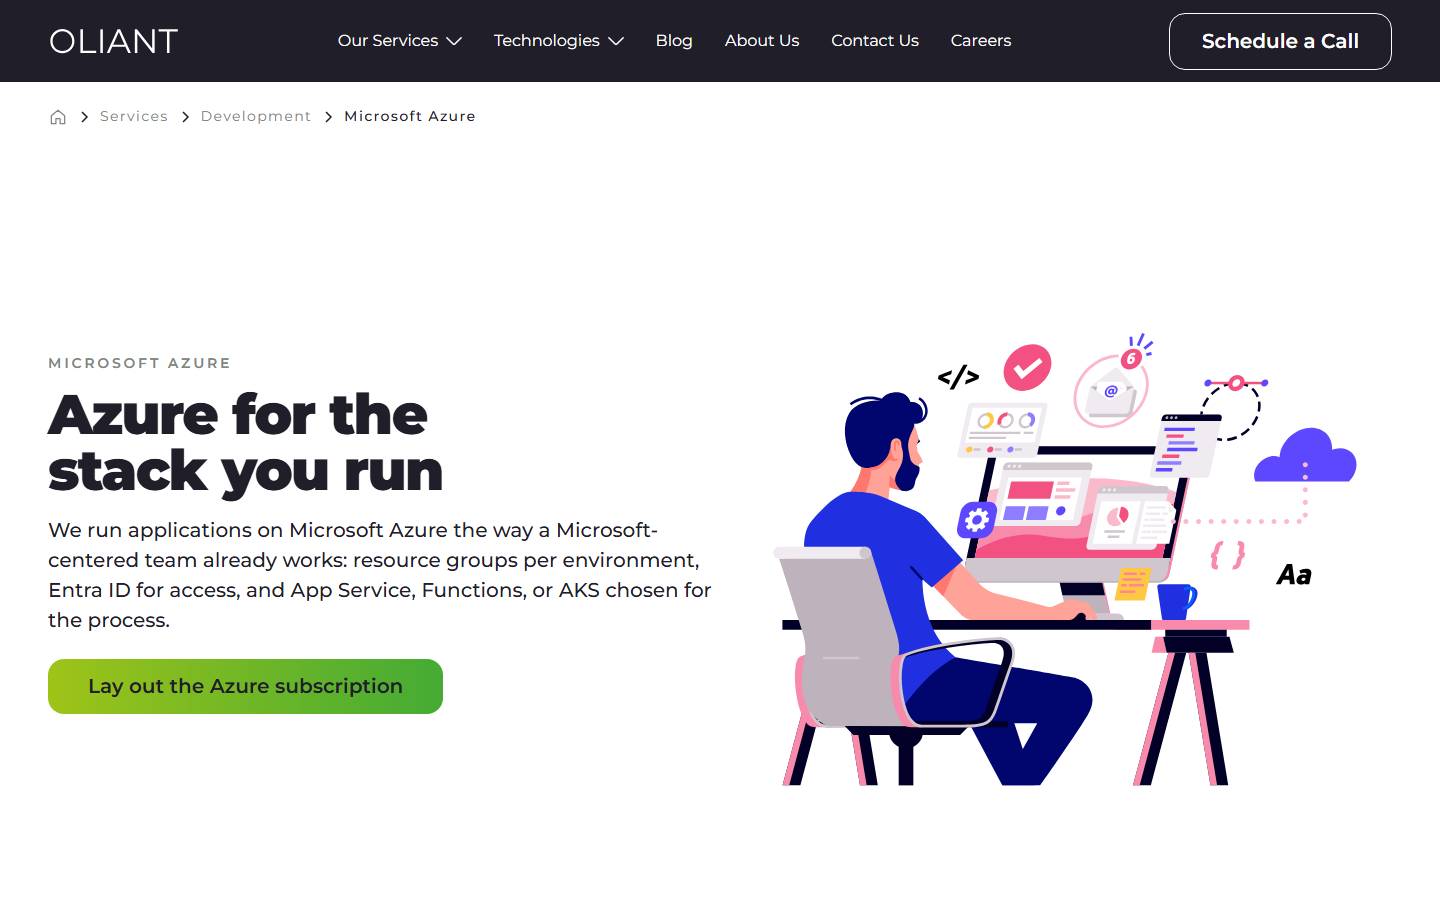 OLIANT
Our Services
Technologies
Blog
About Us
Contact Us
Careers
Schedule a Call
Services
Development
Microsoft Azure
MICROSOFT AZURE
Azure for the
stack you run
We run applications on Microsoft Azure the way a Microsoft-
centered team already works: resource groups per environment,
Entra ID for access, and App Service, Functions, or AKS chosen for
the process.
Lay out the Azure subscription
</>
6
@
{ }
Aa